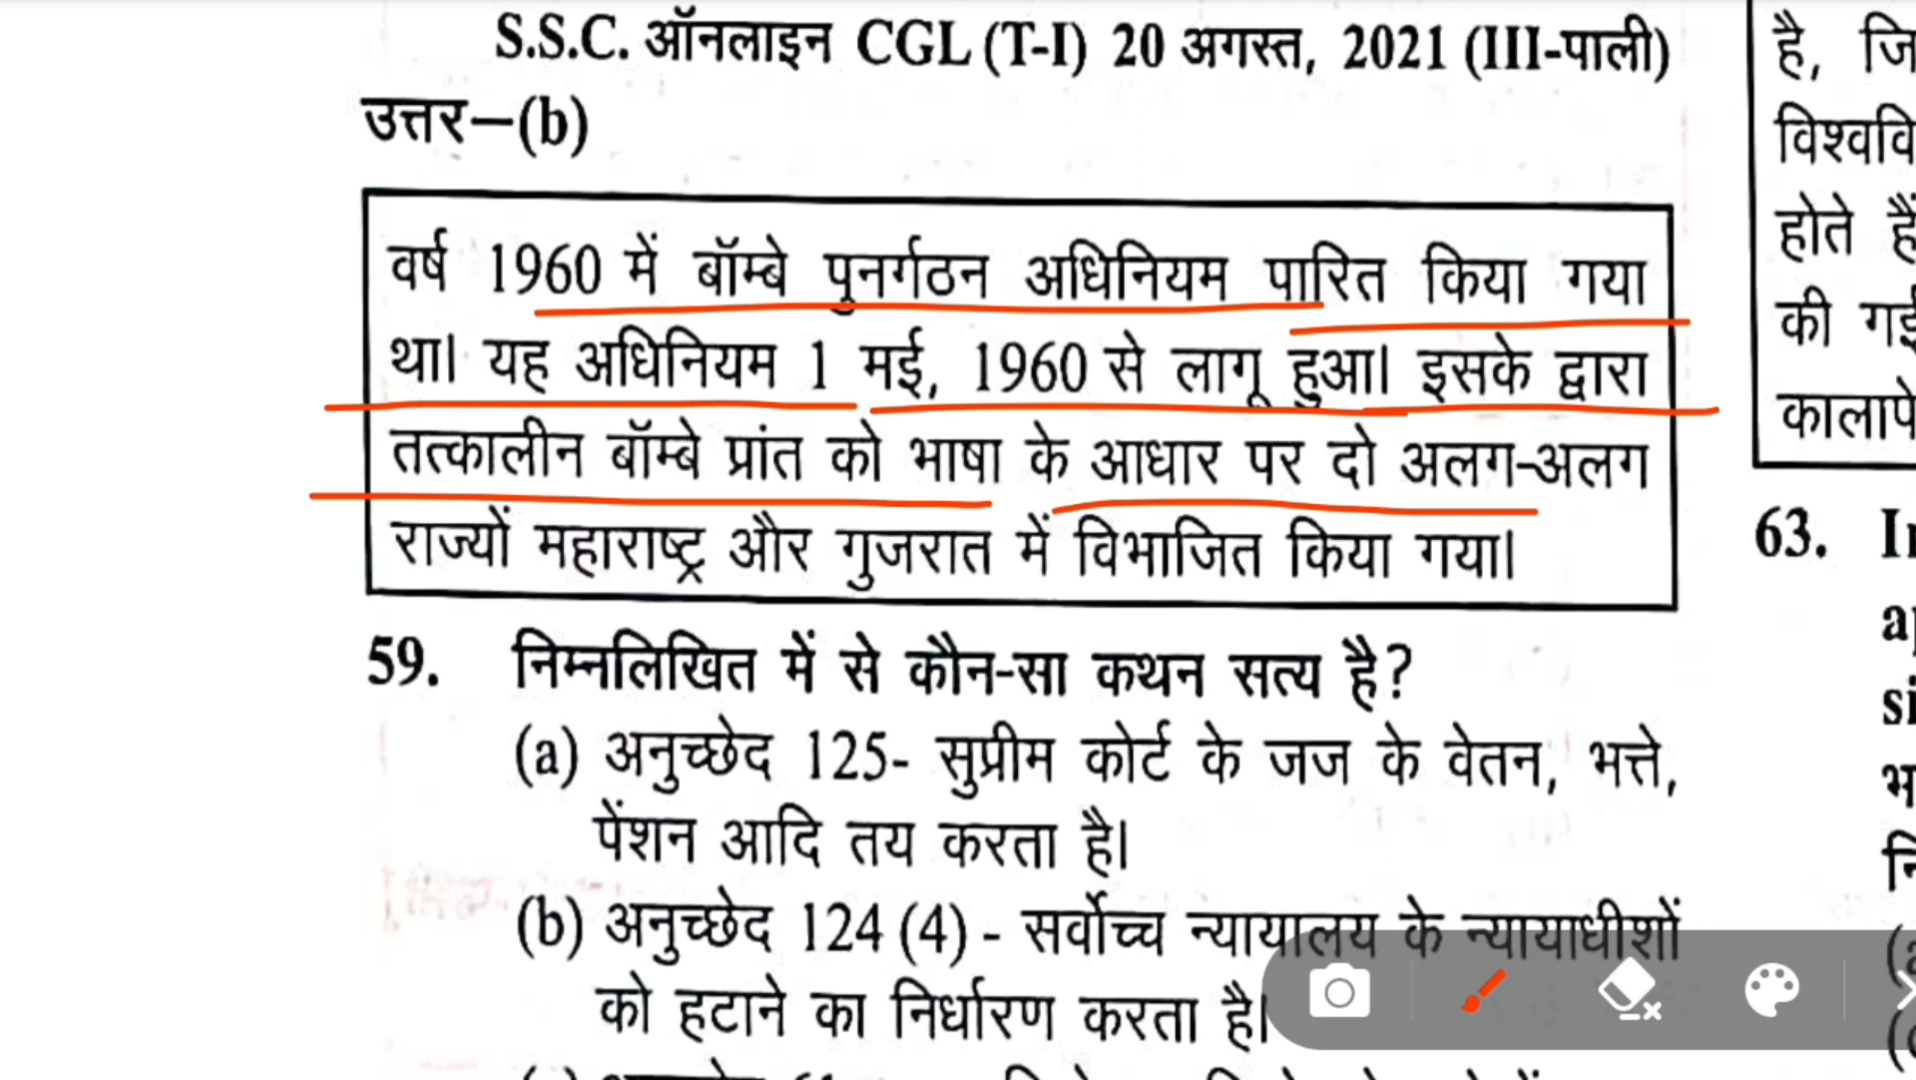 S.S.C. ऑनलाइन CGL (T-I) 20 अगस्त, 2021 (III-पाली)
उत्तर–(b)
वर्ष 1960 में बॉम्बे पुनर्गठन अधिनियम पारित किया गया
था। यह अधिनियम 1 मई, 1960 से लागू हुआ। इसके द्वारा
तत्कालीन बॉम्बे प्रांत को भाषा के आधार पर दो अलग-अलग
राज्यों महाराष्ट्र और गुजरात में विभाजित किया गया।
59. निम्नलिखित में से कौन-सा कथन सत्य है?
(a) अनुच्छेद 125- सुप्रीम कोर्ट के जज के वेतन, भत्ते,
पेंशन आदि तय करता है।
(b) अनुच्छेद 124 (4) - सर्वोच्च न्यायालय के न्यायाधीशों
को हटाने का निर्धारण करता है।
है,
होते हैं
की
63.